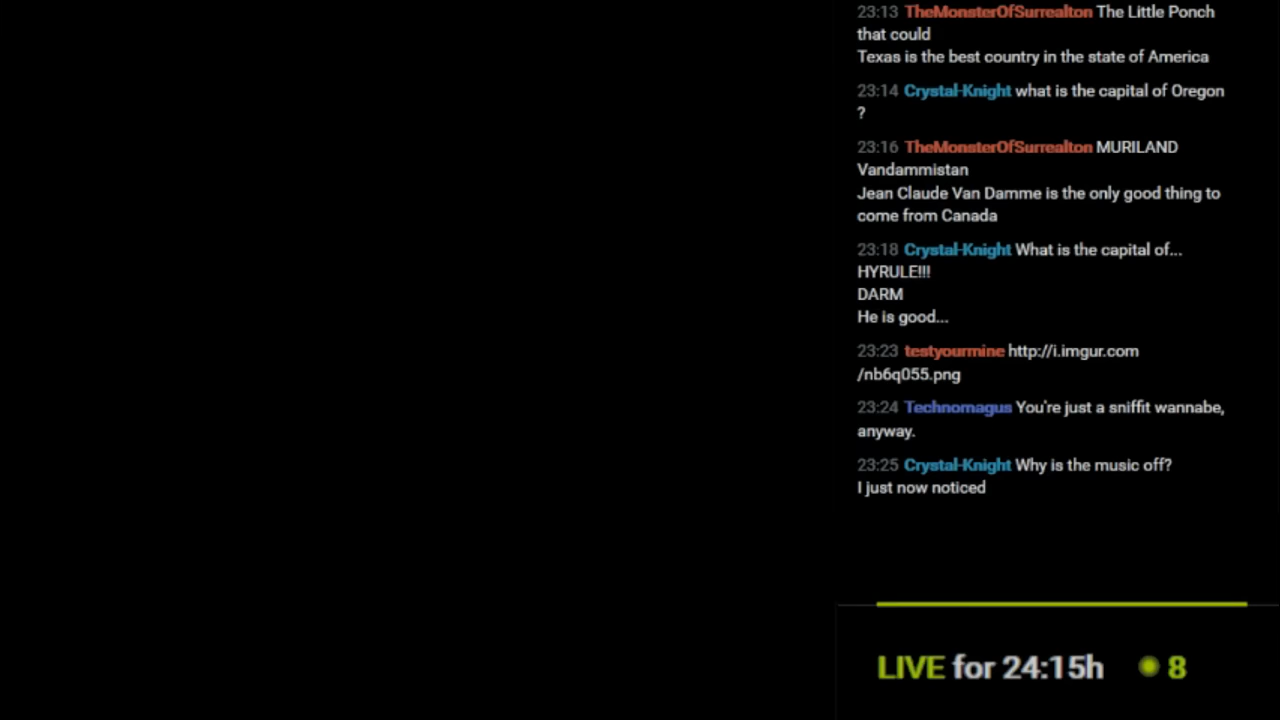 23:13 TheMonsterOfSurrealton The Little Ponch
that could
Texas is the best country in the state of America
23:14 Crystal-Knight what is the capital of Oregon
?
23:16 TheMonsterOfSurrealton MURILAND
Vandammistan
Jean Claude Van Damme is the only good thing to
come from Canada
23:18 Crystal-Knight What is the capital of...
HYRULE!!!
DARM
He is good...
23:23 testyourmine http://i.imgur.com
/nb6q055.png
23:24 Technomagus You're just a sniffit wannabe,
anyway.
23:25 Crystal-Knight Why is the music off?
I just now noticed
LIVE for 24:15h 8